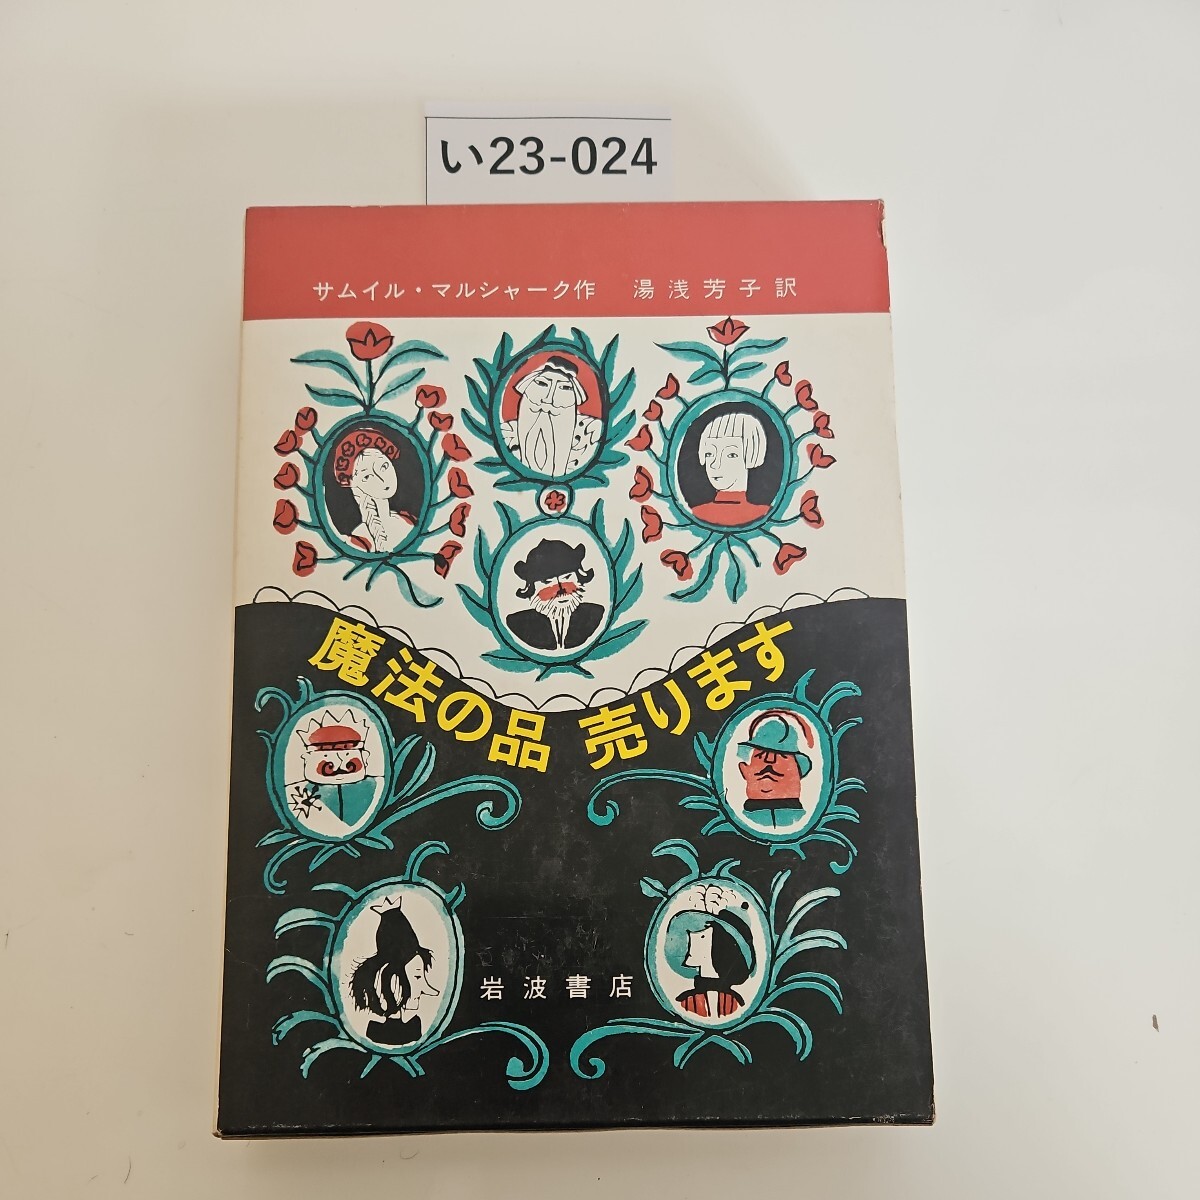 い23-024
サムイル・マルシャーク作 湯浅芳子訳
魔法の品 売ります
岩波書店